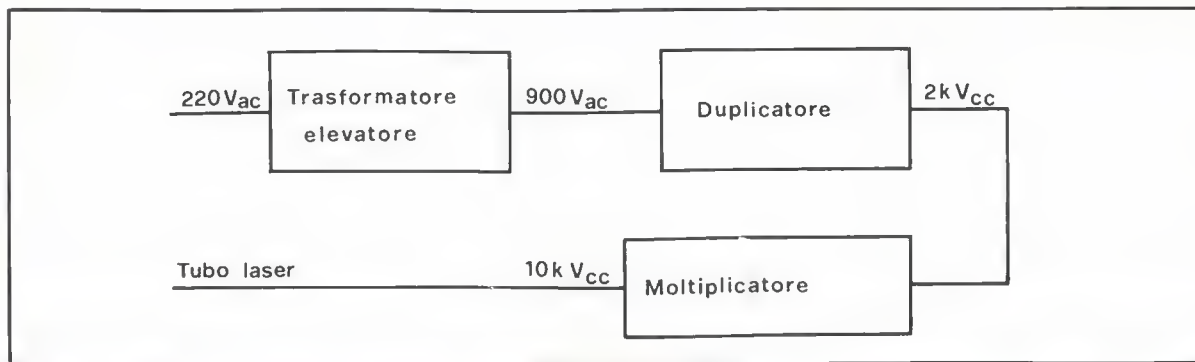 220 Vac
Trasformatore
elevatore
900 Vac
Duplicatore
2k Vcc
Tubo laser
10k Vcc
Moltiplicatore